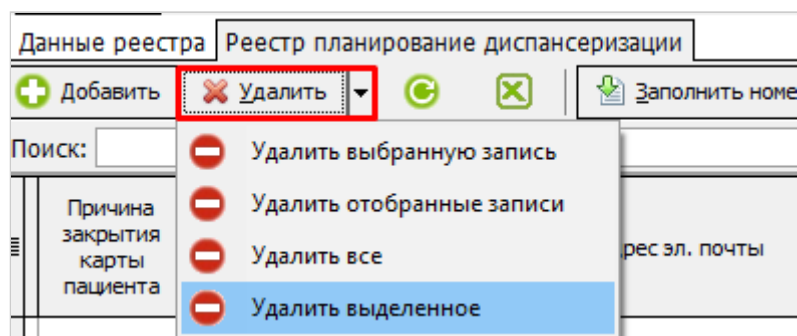 Данные реестра Реестр планирование диспансеризации
Добавить Удалить Заполнить номе
Поиск:
Удалить выбранную запись
Удалить отобранные записи
Удалить все
Удалить выделенное
Причина
закрытия
карты
пациента
рес эл. почты